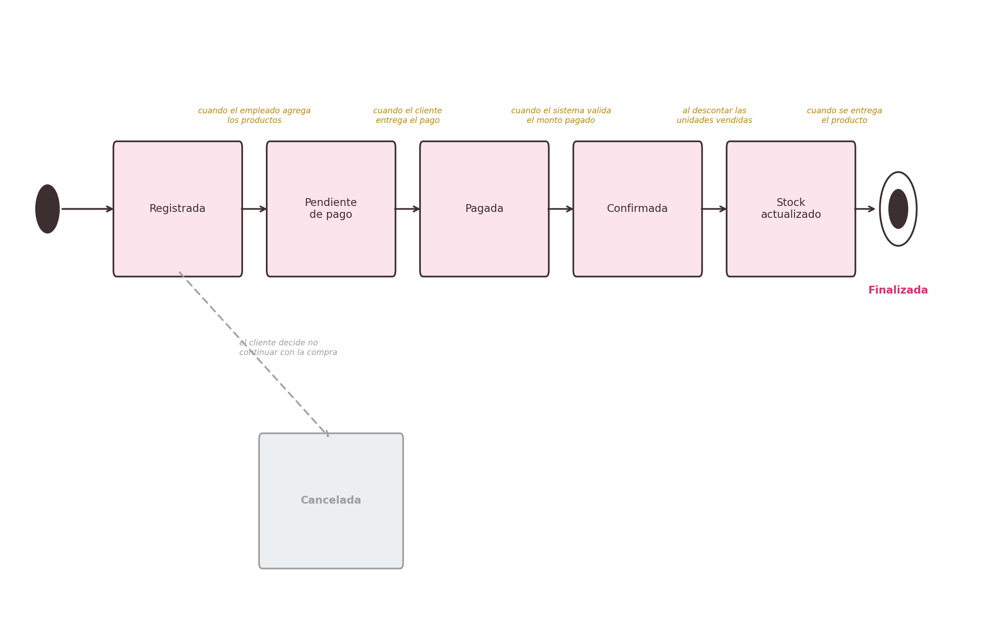 cuando el empleado agrega
los productos
cuando el cliente
entrega el pago
cuando el sistema valida
el monto pagado
al descontar las
unidades vendidas
cuando se entrega
el producto
Registrada
Pendiente
de pago
Pagada
Confirmada
Stock
actualizado
Finalizada
el cliente decide no
continuar con la compra
Cancelada